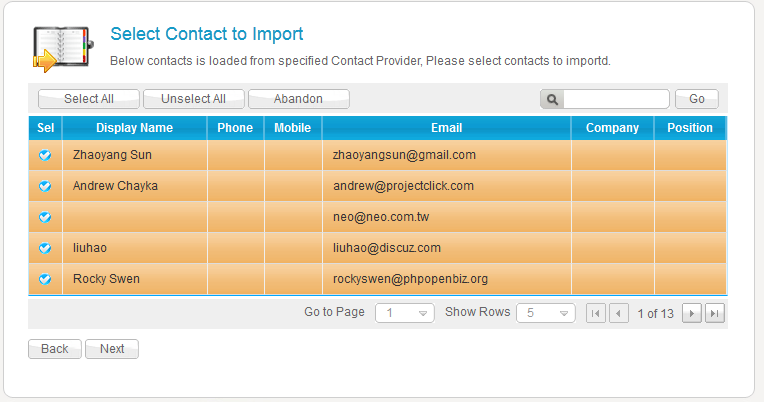 Select Contact to Import
Below contacts is loaded from specified Contact Provider, Please select contacts to importd.
Select All Unselect All Abandon Go
Sel Display Name Phone Mobile Email Company Position
Zhaoyang Sun zhaoyangsun@gmail.com
Andrew Chayka andrew@projectclick.com
neo@neo.com.tw
liuhao liuhao@discuz.com
Rocky Swen rockyswen@phpopenbiz.org
Go to Page 1 Show Rows 5 1 of 13
Back Next